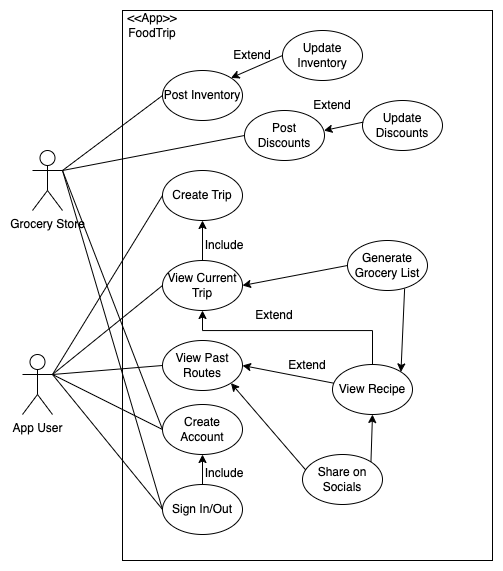 <<App>>
FoodTrip
Update
Inventory
Extend
Post Inventory
Extend
Update
Discounts
Post
Discounts
Grocery Store
Create Trip
Include
Generate
Grocery List
View Current
Trip
Extend
View Past
Routes
Extend
View Recipe
App User
Create
Account
Include
Share on
Socials
Sign In/Out